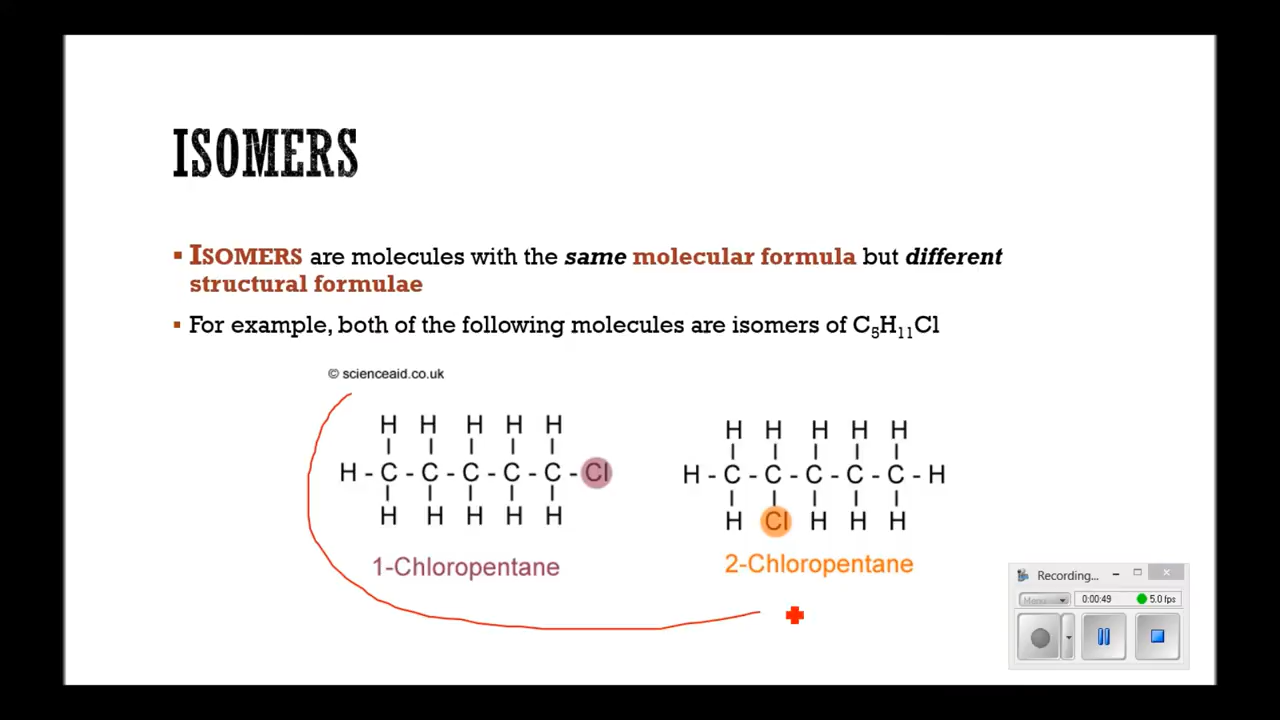 ISOMERS
▪ ISOMERS are molecules with the same molecular formula but different
structural formulae
▪ For example, both of the following molecules are isomers of C₅H₁₁Cl
© scienceaid.co.uk
H H H H H
H - C - C - C - C - C - Cl
H H H H H
1-Chloropentane
H H H H H
H - C - C - C - C - C - H
H Cl H H H
2-Chloropentane
Recording...
Menu 0:00:49 5.0 fps